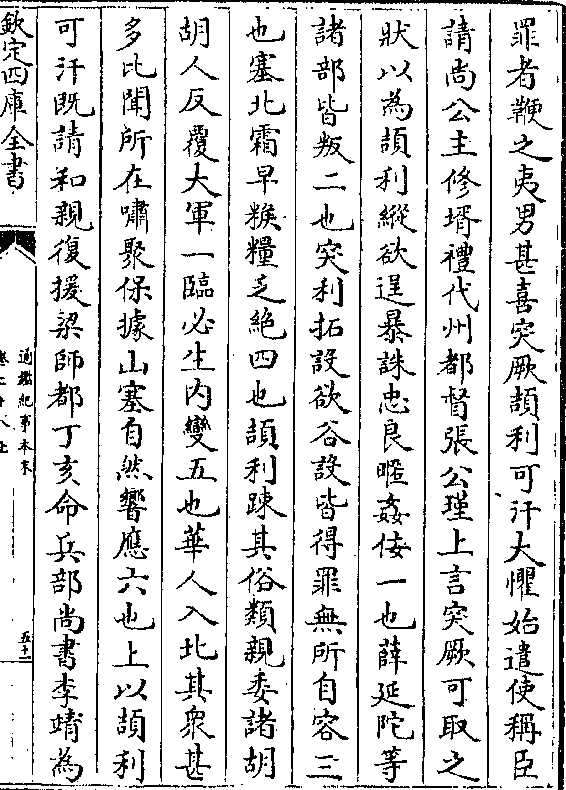 罪者鞭之夷男甚喜突厥頡利可汗大懼始遣使稱臣
請尚公主修壻禮代州都督張公瑾上言突厥可取之
狀以為頡利縱欲逞暴誅忠良暱姦佞一也薛延陀等
諸部皆叛二也突利拓設欲谷設皆得罪無所自容三
也塞北霜早糇糧乏絕四也頡利踈其俗類親委諸胡
胡人反覆大軍一臨必生内變五也華人入北其衆甚
多比聞所在嘯聚保據山塞自然響應六也上以頡利
可汗既請和親復援梁師都丁亥命兵部尚書李靖為
欽定四庫全書
通鑑紀事本末
五十二